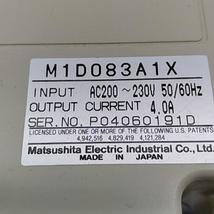 M1D083A1X
INPUT AC200~230V 50/60Hz
OUTPUT CURRENT 4.0A
SER.NO. P04060191D
LICENSED UNDER ONE OR MORE OF THE FOLLOWING U.S. PATENTS
4,942,516 4,829,419 4,121,284
Matsushita Electric Industrial Co.,Ltd.
MADE IN JAPAN